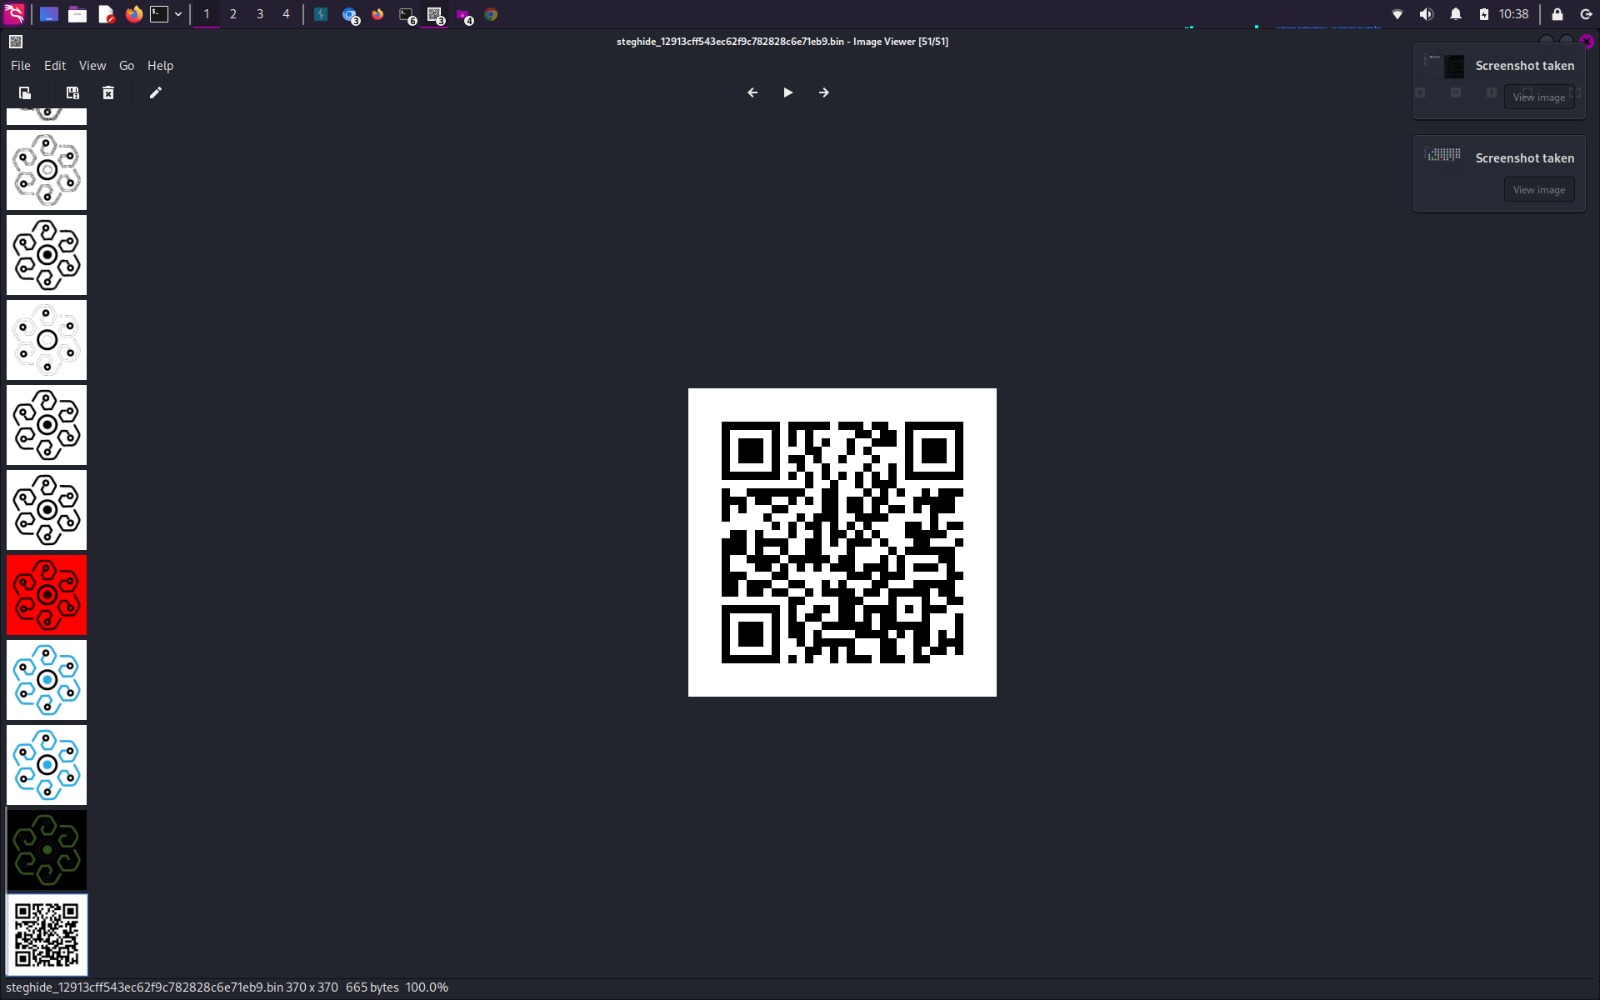 1 2 3 4 3 6 3 4 10:38
steghide_12913cff543ec62f9c782828c6e71eb9.bin - Image Viewer [51/51]
File Edit View Go Help
Screenshot taken
View image
Screenshot taken
View image
steghide_12913cff543ec62f9c782828c6e71eb9.bin 370 x 370 665 bytes 100.0%